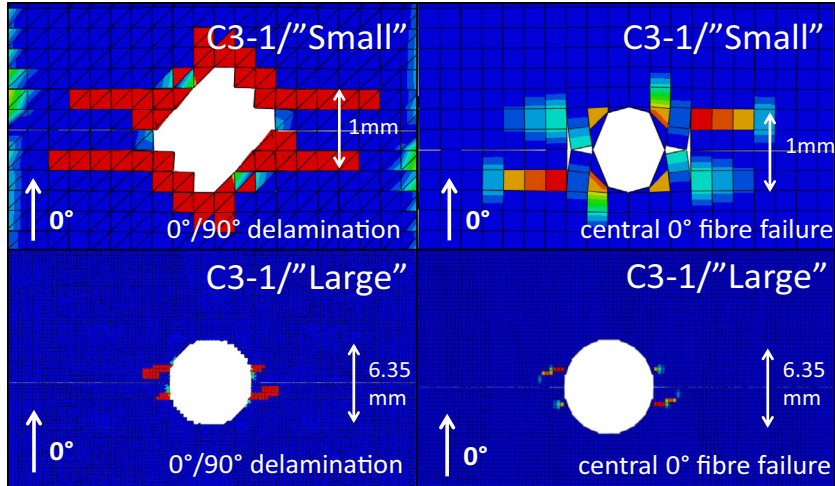 C3-1/”Small”
1mm
0°
0°/90° delamination
C3-1/”Small”
1mm
0°
central 0° fibre failure
C3-1/”Large”
6.35
mm
0°
0°/90° delamination
C3-1/”Large”
6.35
mm
0°
central 0° fibre failure